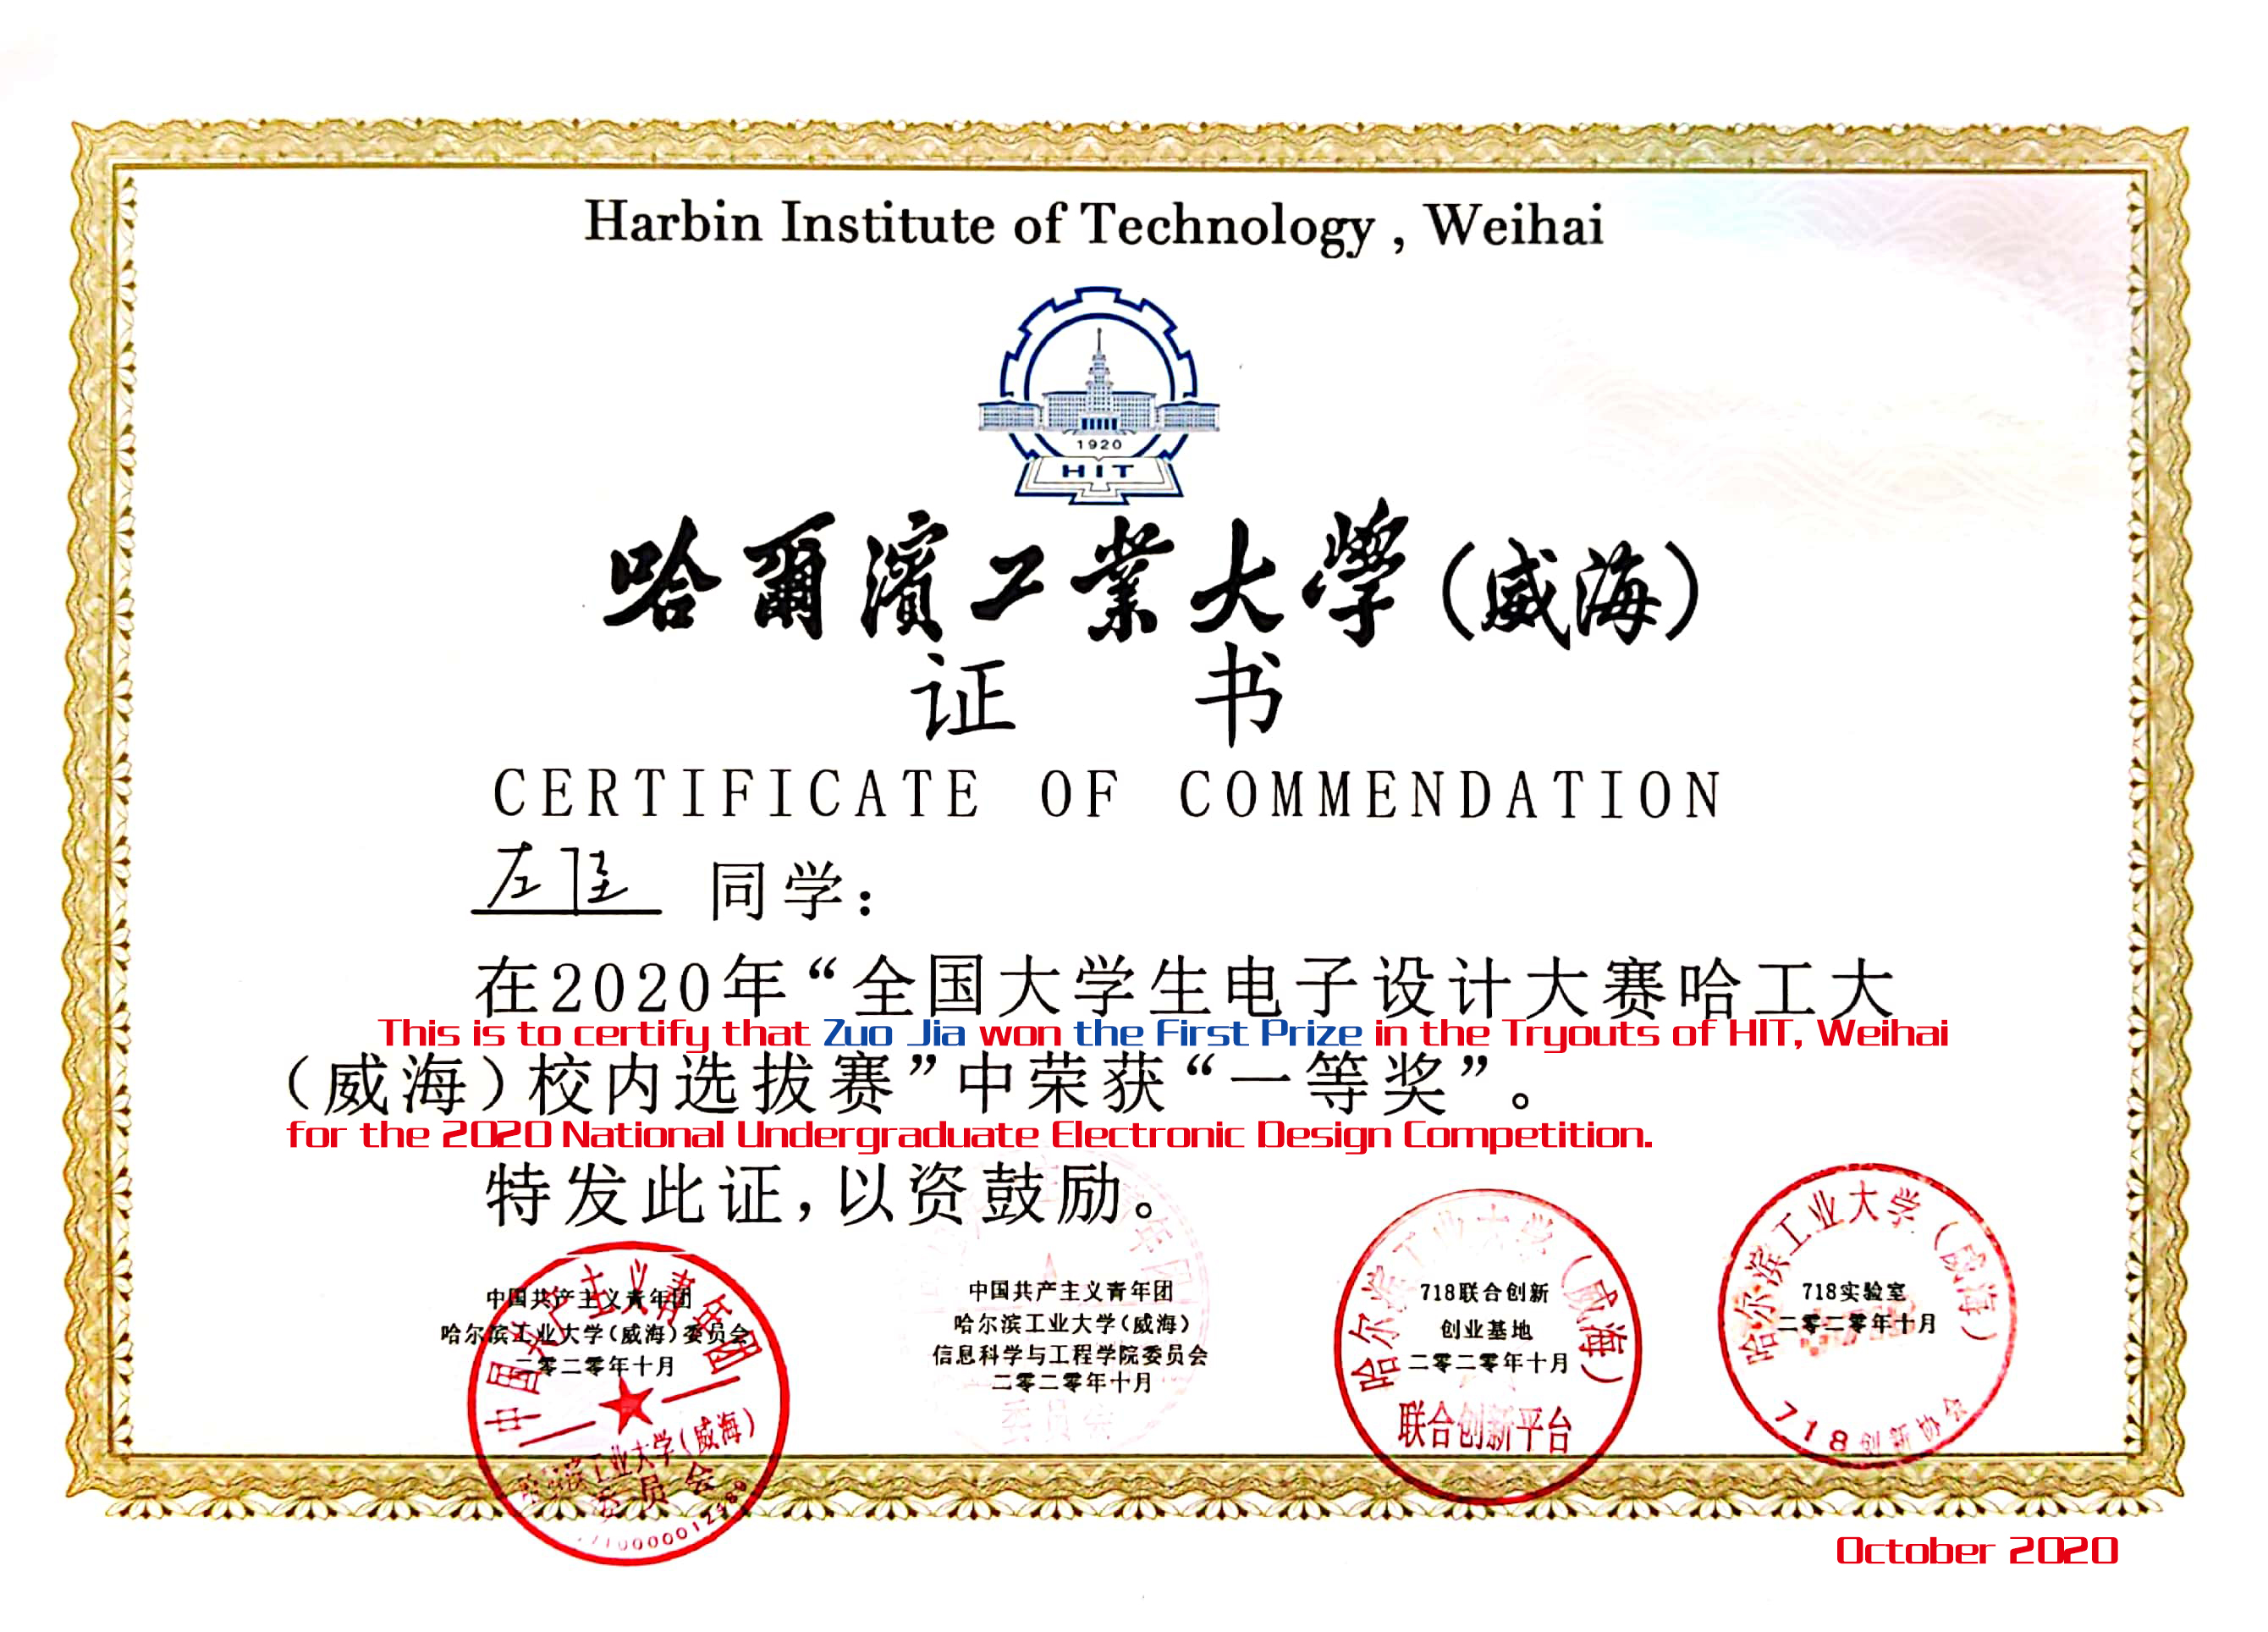 Harbin Institute of Technology , Weihai
1920
HIT
哈爾濱工業大學(威海)
证 书
CERTIFICATE OF COMMENDATION
左佳 同学：
在2020年“全国大学生电子设计大赛哈工大
This is to certify that Zuo Jia won the First Prize in the Tryouts of HIT, Weihai
(威海)校内选拔赛”中荣获“一等奖”。
for the 2020 National Undergraduate Electronic Design Competition.
特发此证,以资鼓励。
中国共产主义青年团
哈尔滨工业大学(威海)委员会
二零二零年十月
中国共产主义青年团
哈尔滨工业大学(威海)
委员会
中国共产主义青年团
哈尔滨工业大学(威海)
信息科学与工程学院委员会
二零二零年十月
委员会
718联合创新
创业基地
二零二零年十月
哈尔滨工业大学(威海)
联合创新平台
718实验室
二零二零年十月
哈尔滨工业大学(威海)
718创新协会
October 2020